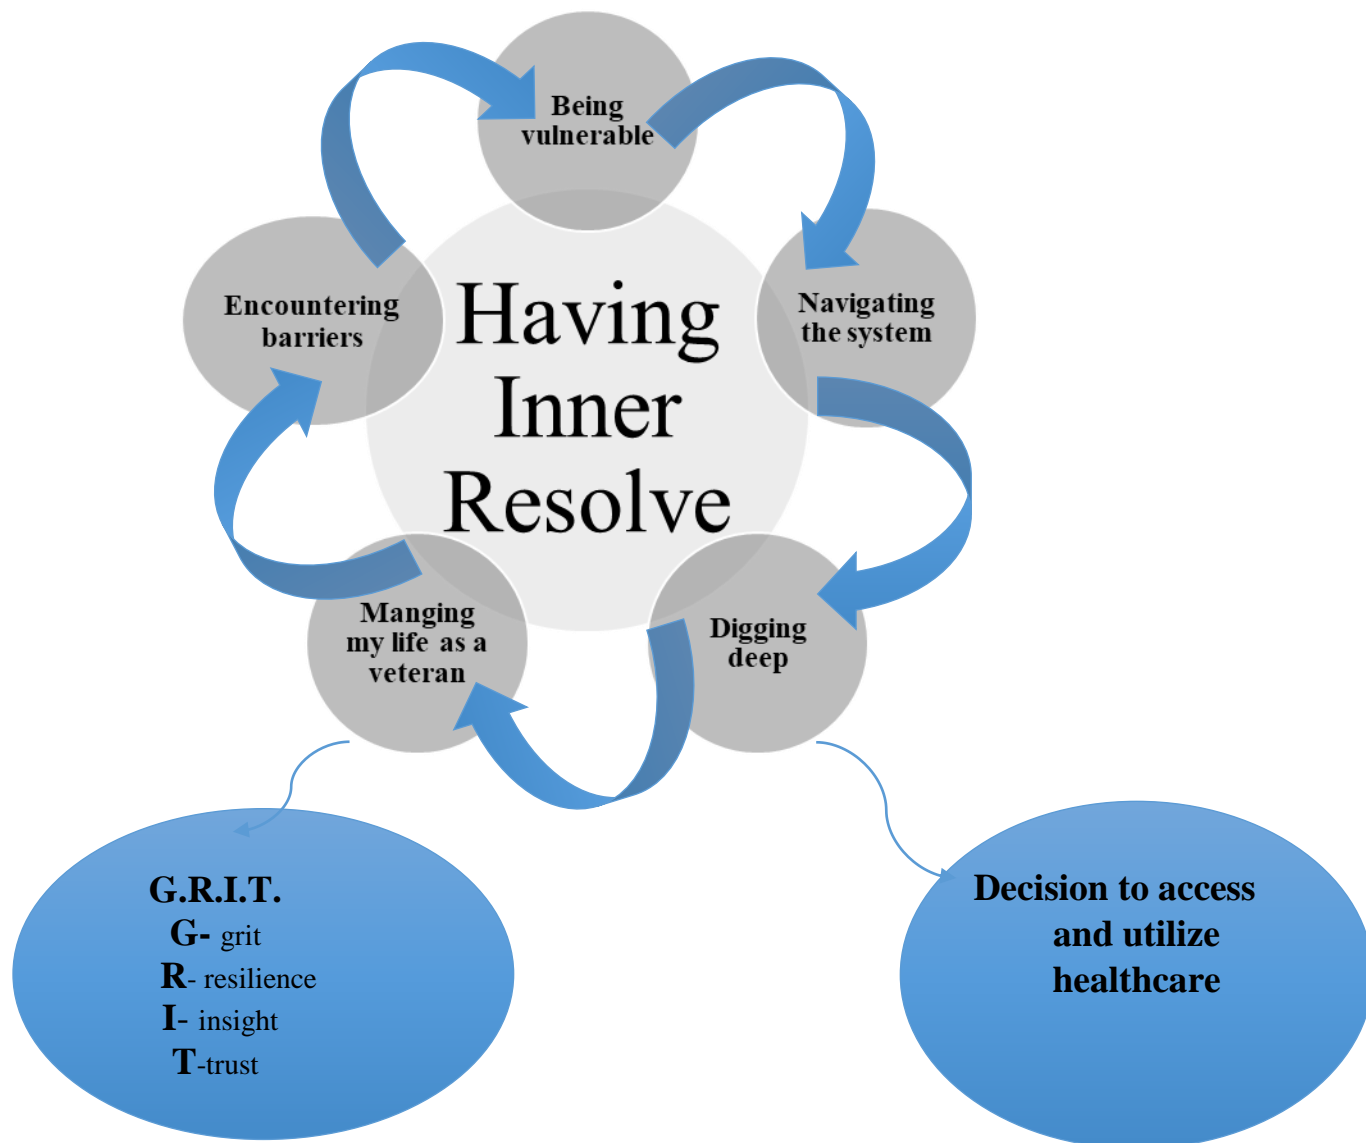 Being
vulnerable
Encountering
barriers
Having
Inner
Resolve
Navigating
the system
Manging
my life as a
veteran
Digging
deep
G.R.I.T.
G- grit
R- resilience
I- insight
T-trust
Decision to access
and utilize
healthcare